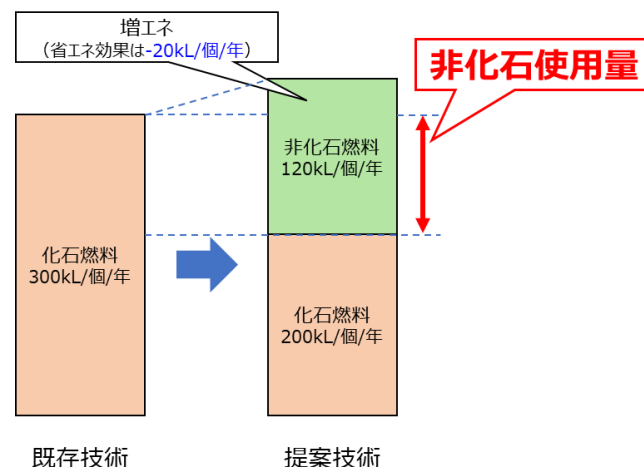 増エネ
（省エネ効果は-20kL/個/年）
非化石使用量
非化石燃料
120kL/個/年
化石燃料
300kL/個/年
化石燃料
200kL/個/年
既存技術
提案技術